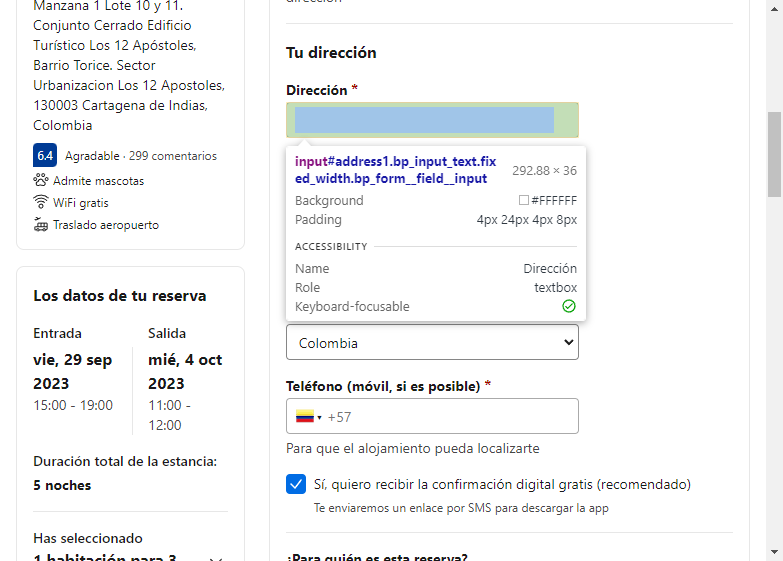 Manzana 1 Lote 10 y 11.
Conjunto Cerrado Edificio
Turístico Los 12 Apóstoles,
Barrio Torice. Sector
Urbanizacion Los 12 Apostoles,
130003 Cartagena de Indias,
Colombia
6.4 Agradable · 299 comentarios
Admite mascotas
WiFi gratis
Traslado aeropuerto
Los datos de tu reserva
Entrada
vie, 29 sep
2023
15:00 - 19:00
Salida
mié, 4 oct
2023
11:00 -
12:00
Duración total de la estancia:
5 noches
Has seleccionado
1 habitación para 3
dirección
Tu dirección
Dirección *
input#address1.bp_input_text.fix
ed_width.bp_form__field__input
292.88 × 36
Background #FFFFFF
Padding 4px 24px 4px 8px
ACCESSIBILITY
Name Dirección
Role textbox
Keyboard-focusable
Colombia
Teléfono (móvil, si es posible) *
+57
Para que el alojamiento pueda localizarte
Sí, quiero recibir la confirmación digital gratis (recomendado)
Te enviaremos un enlace por SMS para descargar la app
¿Para quién es esta reserva?